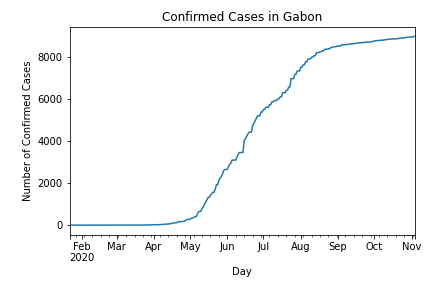 Confirmed Cases in Gabon
Number of Confirmed Cases
8000
6000
4000
2000
0
Feb Mar Apr May Jun Jul Aug Sep Oct Nov
2020
Day